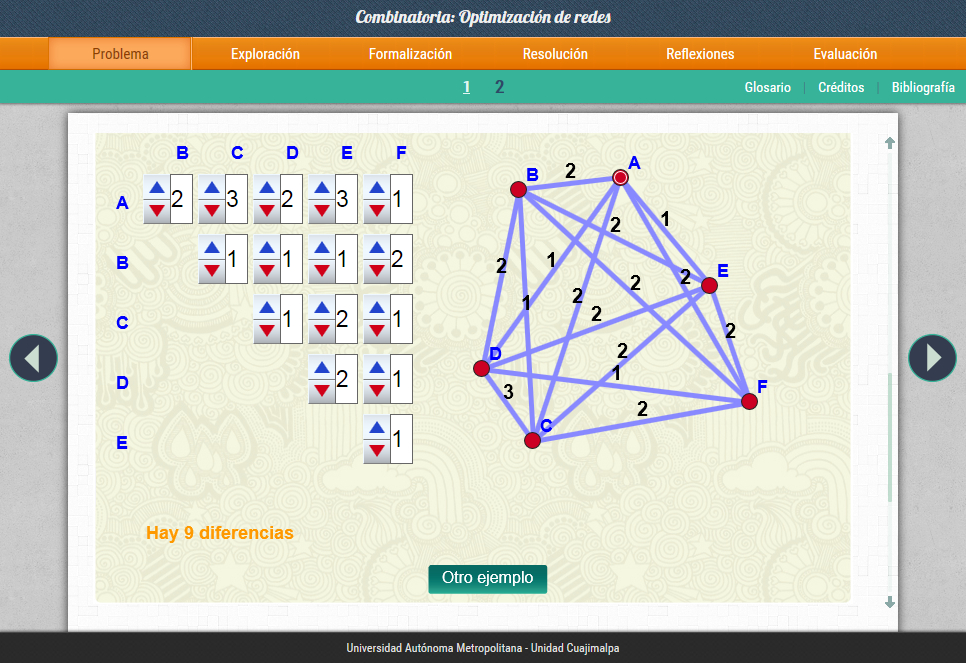 Combinatoria: Optimización de redes
Problema Exploración Formalización Resolución Reflexiones Evaluación
1 2 Glosario | Créditos | Bibliografía
B C D E F
A 2 3 2 3 1
B 1 1 1 2
C 1 2 1
D 2 1
E 1
Hay 9 diferencias
A
B 2
2 1
2 1 E
2 2
1 2 2
2
D 2
1
3 F
2
C
Otro ejemplo
Universidad Autónoma Metropolitana - Unidad Cuajimalpa